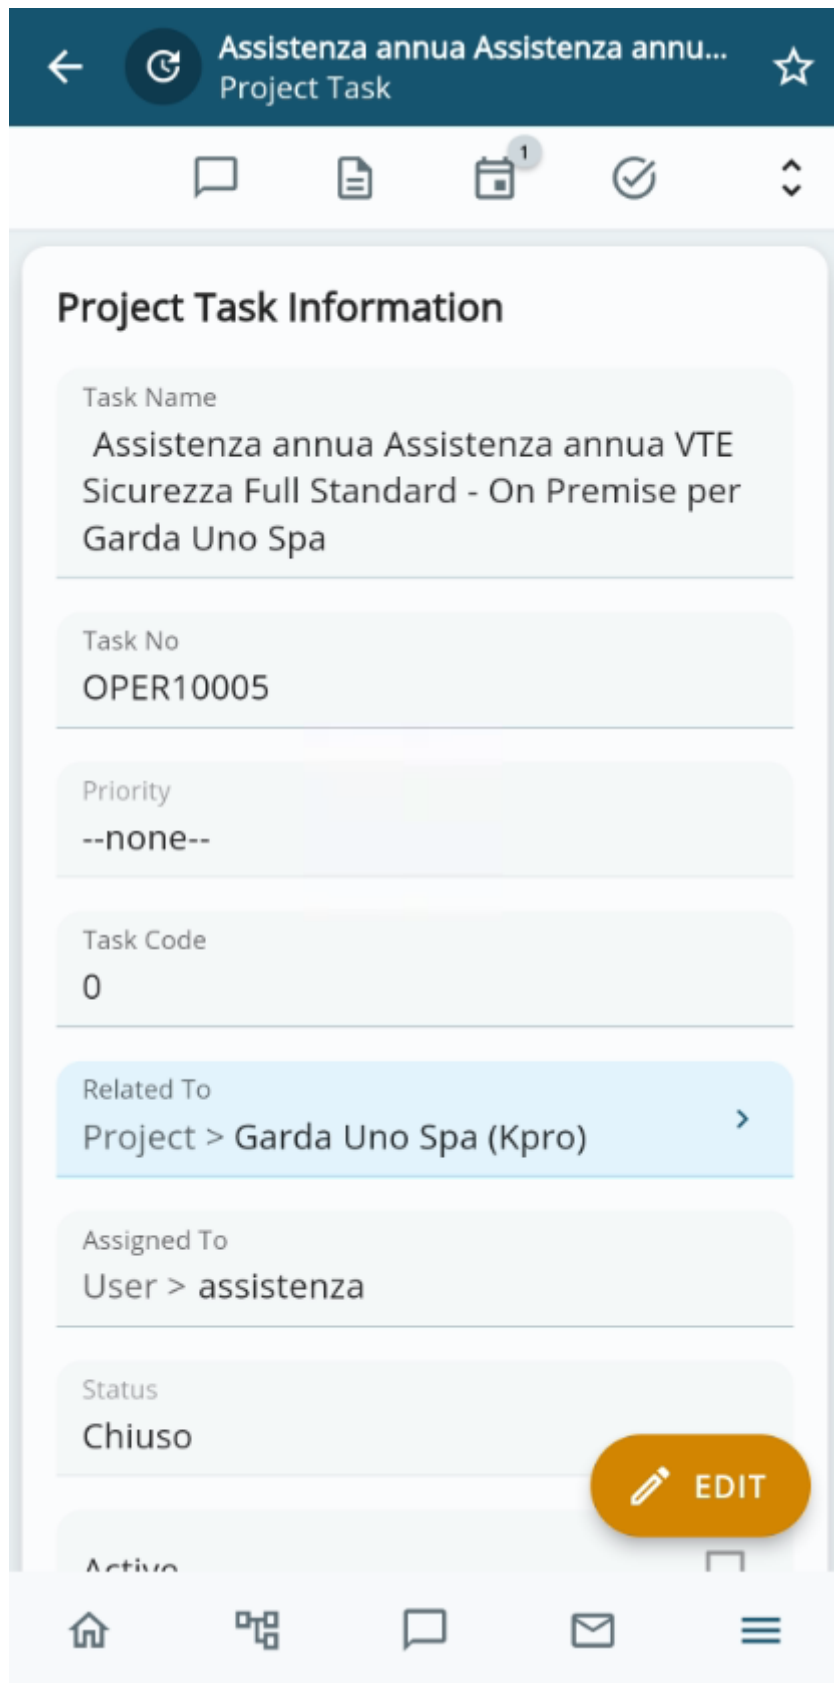 Assistenza annua Assistenza annu...
Project Task
1
Project Task Information
Task Name
Assistenza annua Assistenza annua VTE
Sicurezza Full Standard - On Premise per
Garda Uno Spa
Task No
OPER10005
Priority
--none--
Task Code
0
Related To
Project > Garda Uno Spa (Kpro)
Assigned To
User > assistenza
Status
Chiuso
EDIT